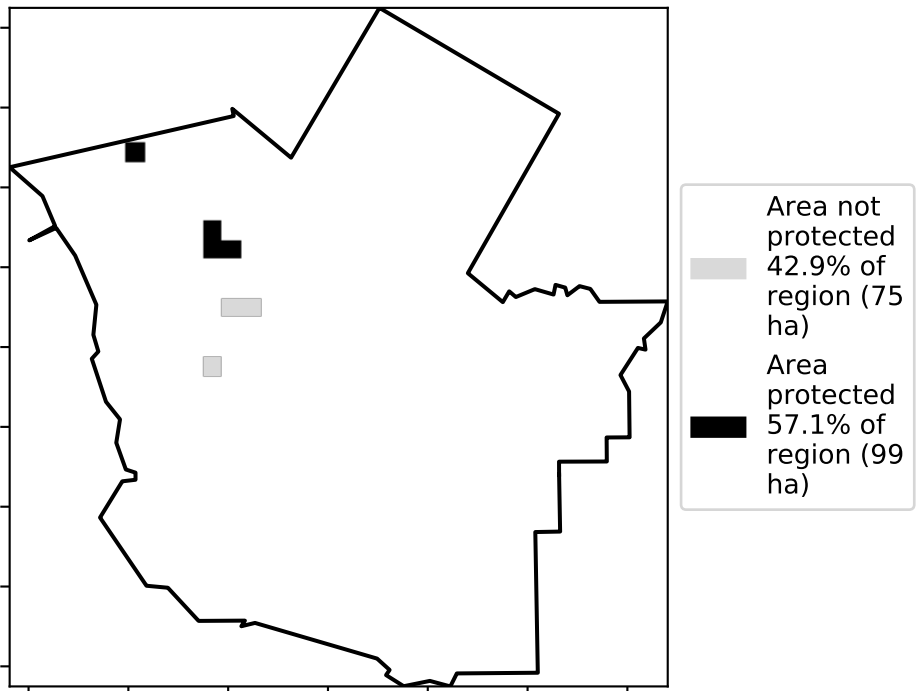 Area not
protected
42.9% of
region (75
ha)
Area
protected
57.1% of
region (99
ha)